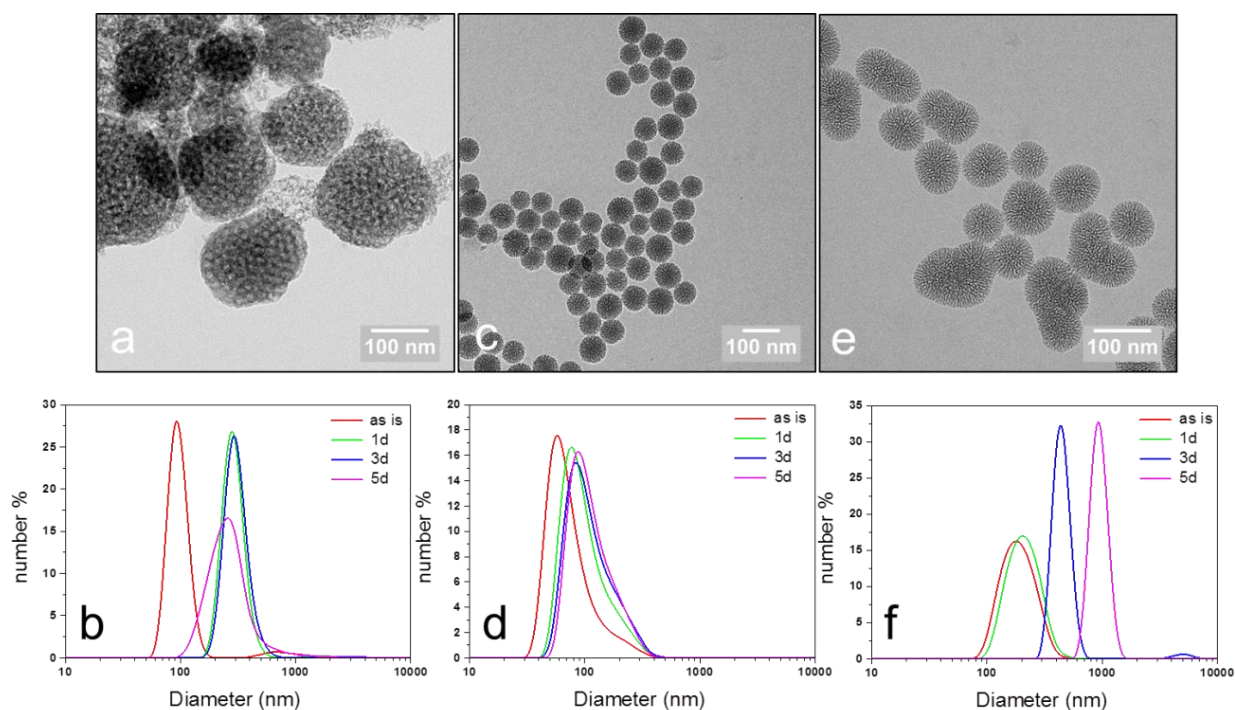 a
100 nm
c
100 nm
e
100 nm
30
25
20
15
10
5
0
number %
as is
1d
3d
5d
b
10
100
1000
10000
Diameter (nm)
20
18
16
14
12
10
8
6
4
2
0
number %
as is
1d
3d
5d
d
10
100
1000
10000
Diameter (nm)
35
30
25
20
15
10
5
0
number %
as is
1d
3d
5d
f
10
100
1000
10000
Diameter (nm)